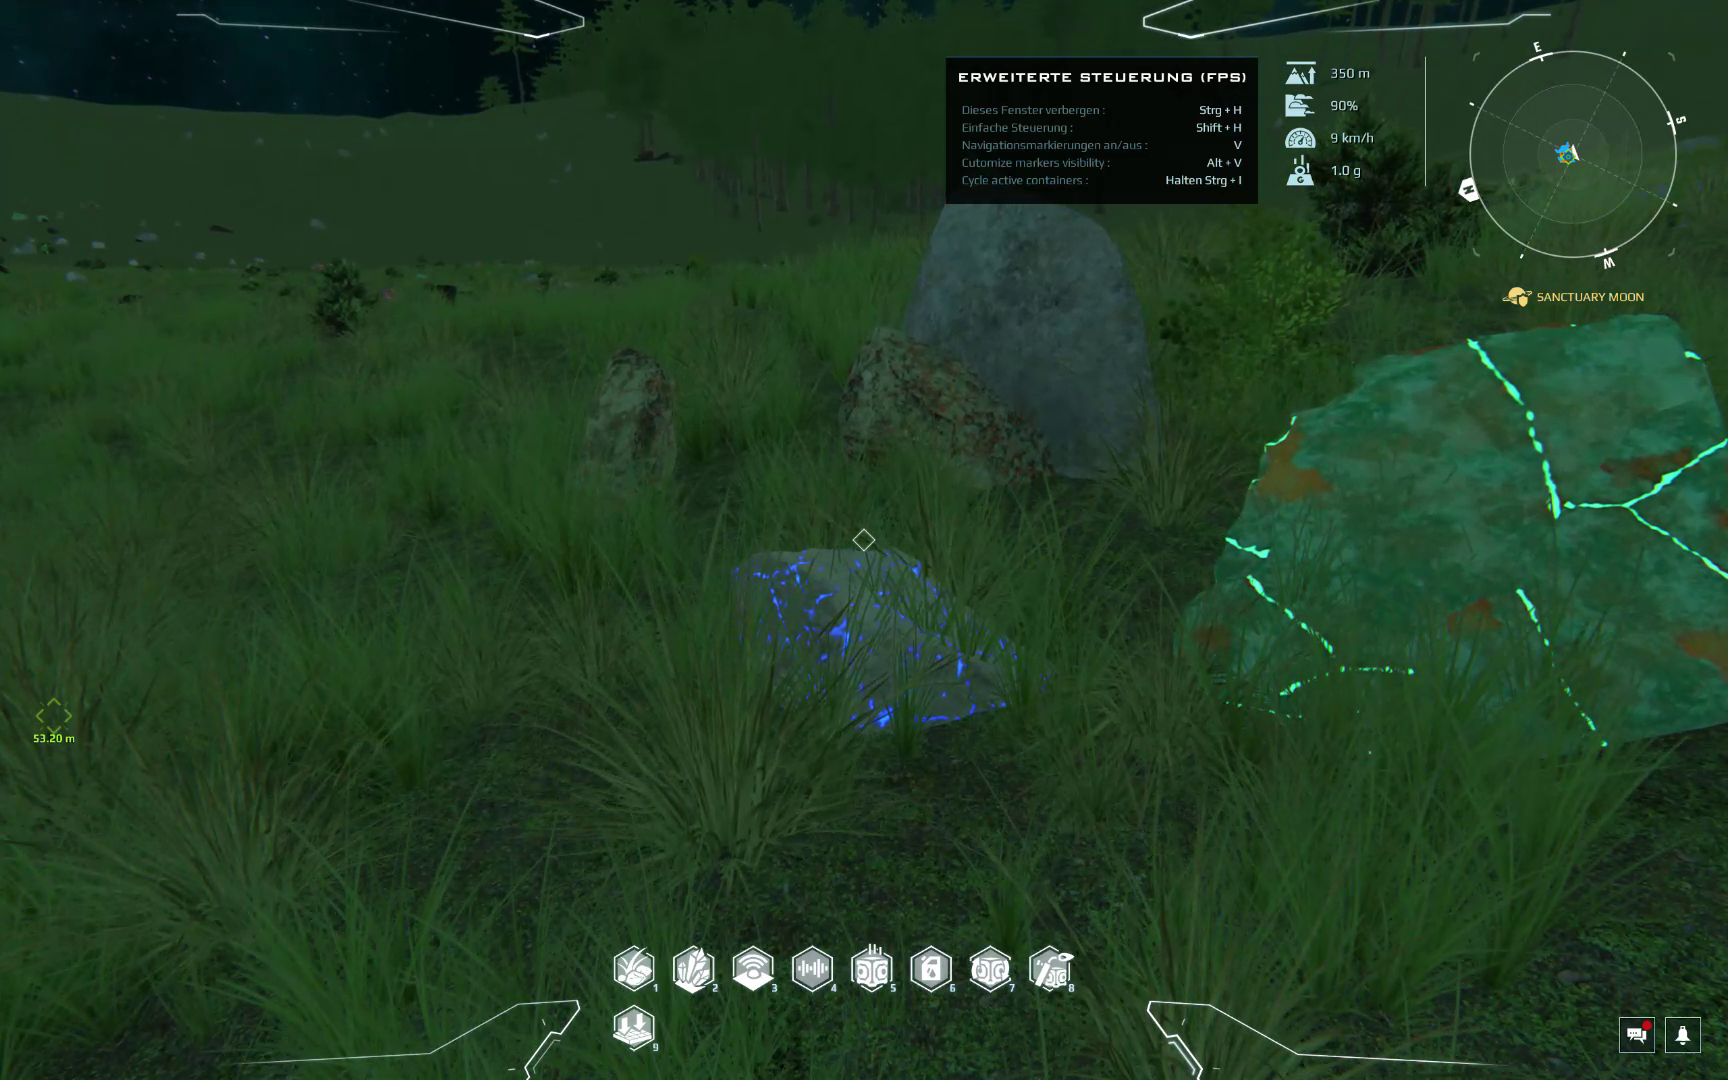 ERWEITERTE STEUERUNG (FPS)
Dieses Fenster verbergen : Strg + H
Einfache Steuerung : Shift + H
Navigationsmarkierungen an/aus : V
Cutomize markers visibility : Alt + V
Cycle active containers : Halten Strg + I
350 m
90%
9 km/h
G
1.0 g
E
S
N
W
SANCTUARY MOON
53.20 m
1
2
3
4
5
6
7
8
9